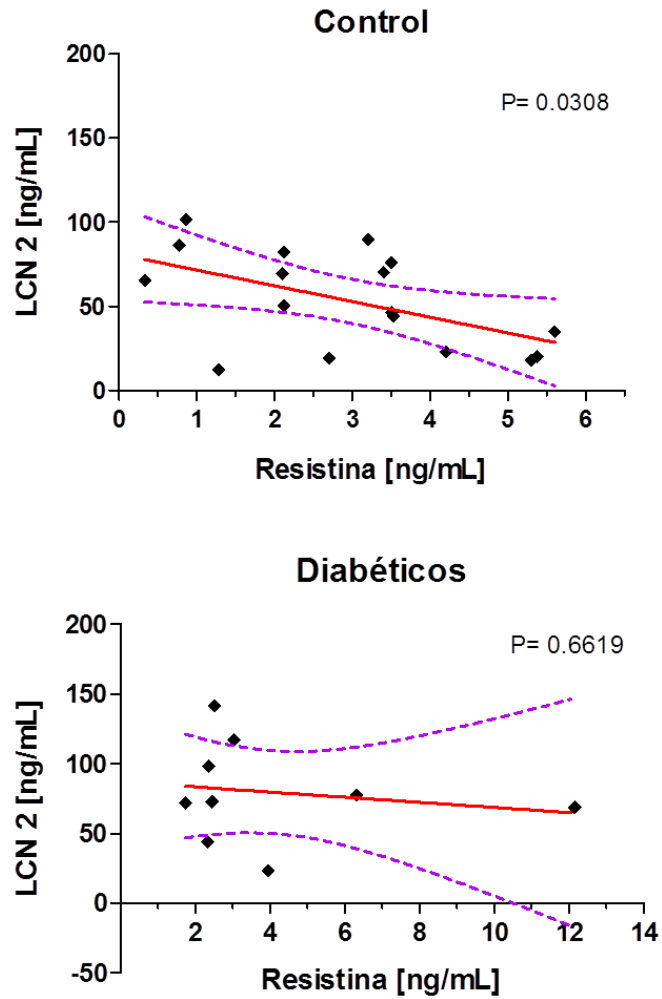 Control
200
P= 0.0308
150
LCN 2 [ng/mL]
100
50
0
0 1 2 3 4 5 6
Resistina [ng/mL]
Diabéticos
200
P= 0.6619
150
LCN 2 [ng/mL]
100
50
0
2 4 6 8 10 12 14
-50
Resistina [ng/mL]